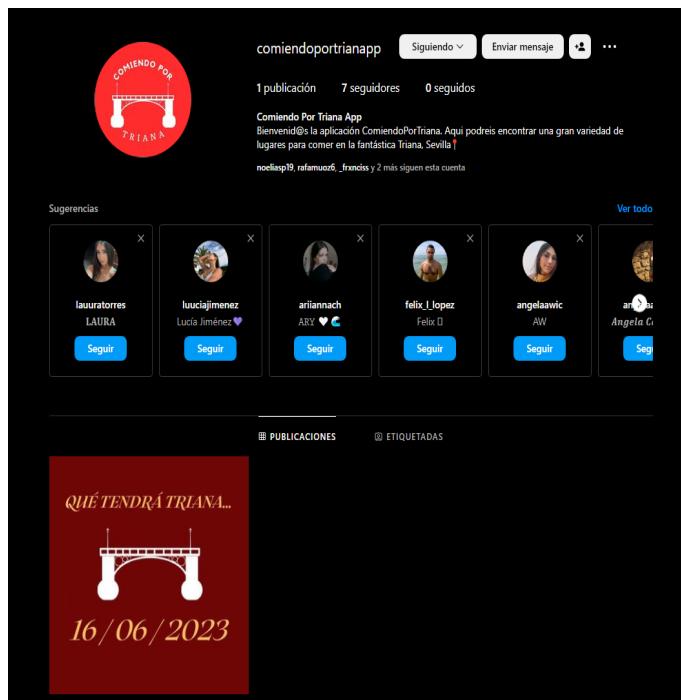 COMIENDO POR
TRIANA
comiendoportrianapp Siguiendo Enviar mensaje
1 publicación 7 seguidores 0 seguidos
Comiendo Por Triana App
Bienvenid@s la aplicación ComiendoPorTriana. Aqui podreis encontrar una gran variedad de
lugares para comer en la fantástica Triana, Sevilla📍
noeliasp19, rafamuoz6, _frxnciss y 2 más siguen esta cuenta
Sugerencias Ver todo
lauuratorres luuciajimenez ariiannach felix_l_lopez angelaawic
LAURA Lucía Jiménez💜 ARY 🤍 🌊 Felix AW Angela
Seguir Seguir Seguir Seguir Seguir
PUBLICACIONES ETIQUETADAS
QUÉ TENDRÁ TRIANA...
16/06/2023